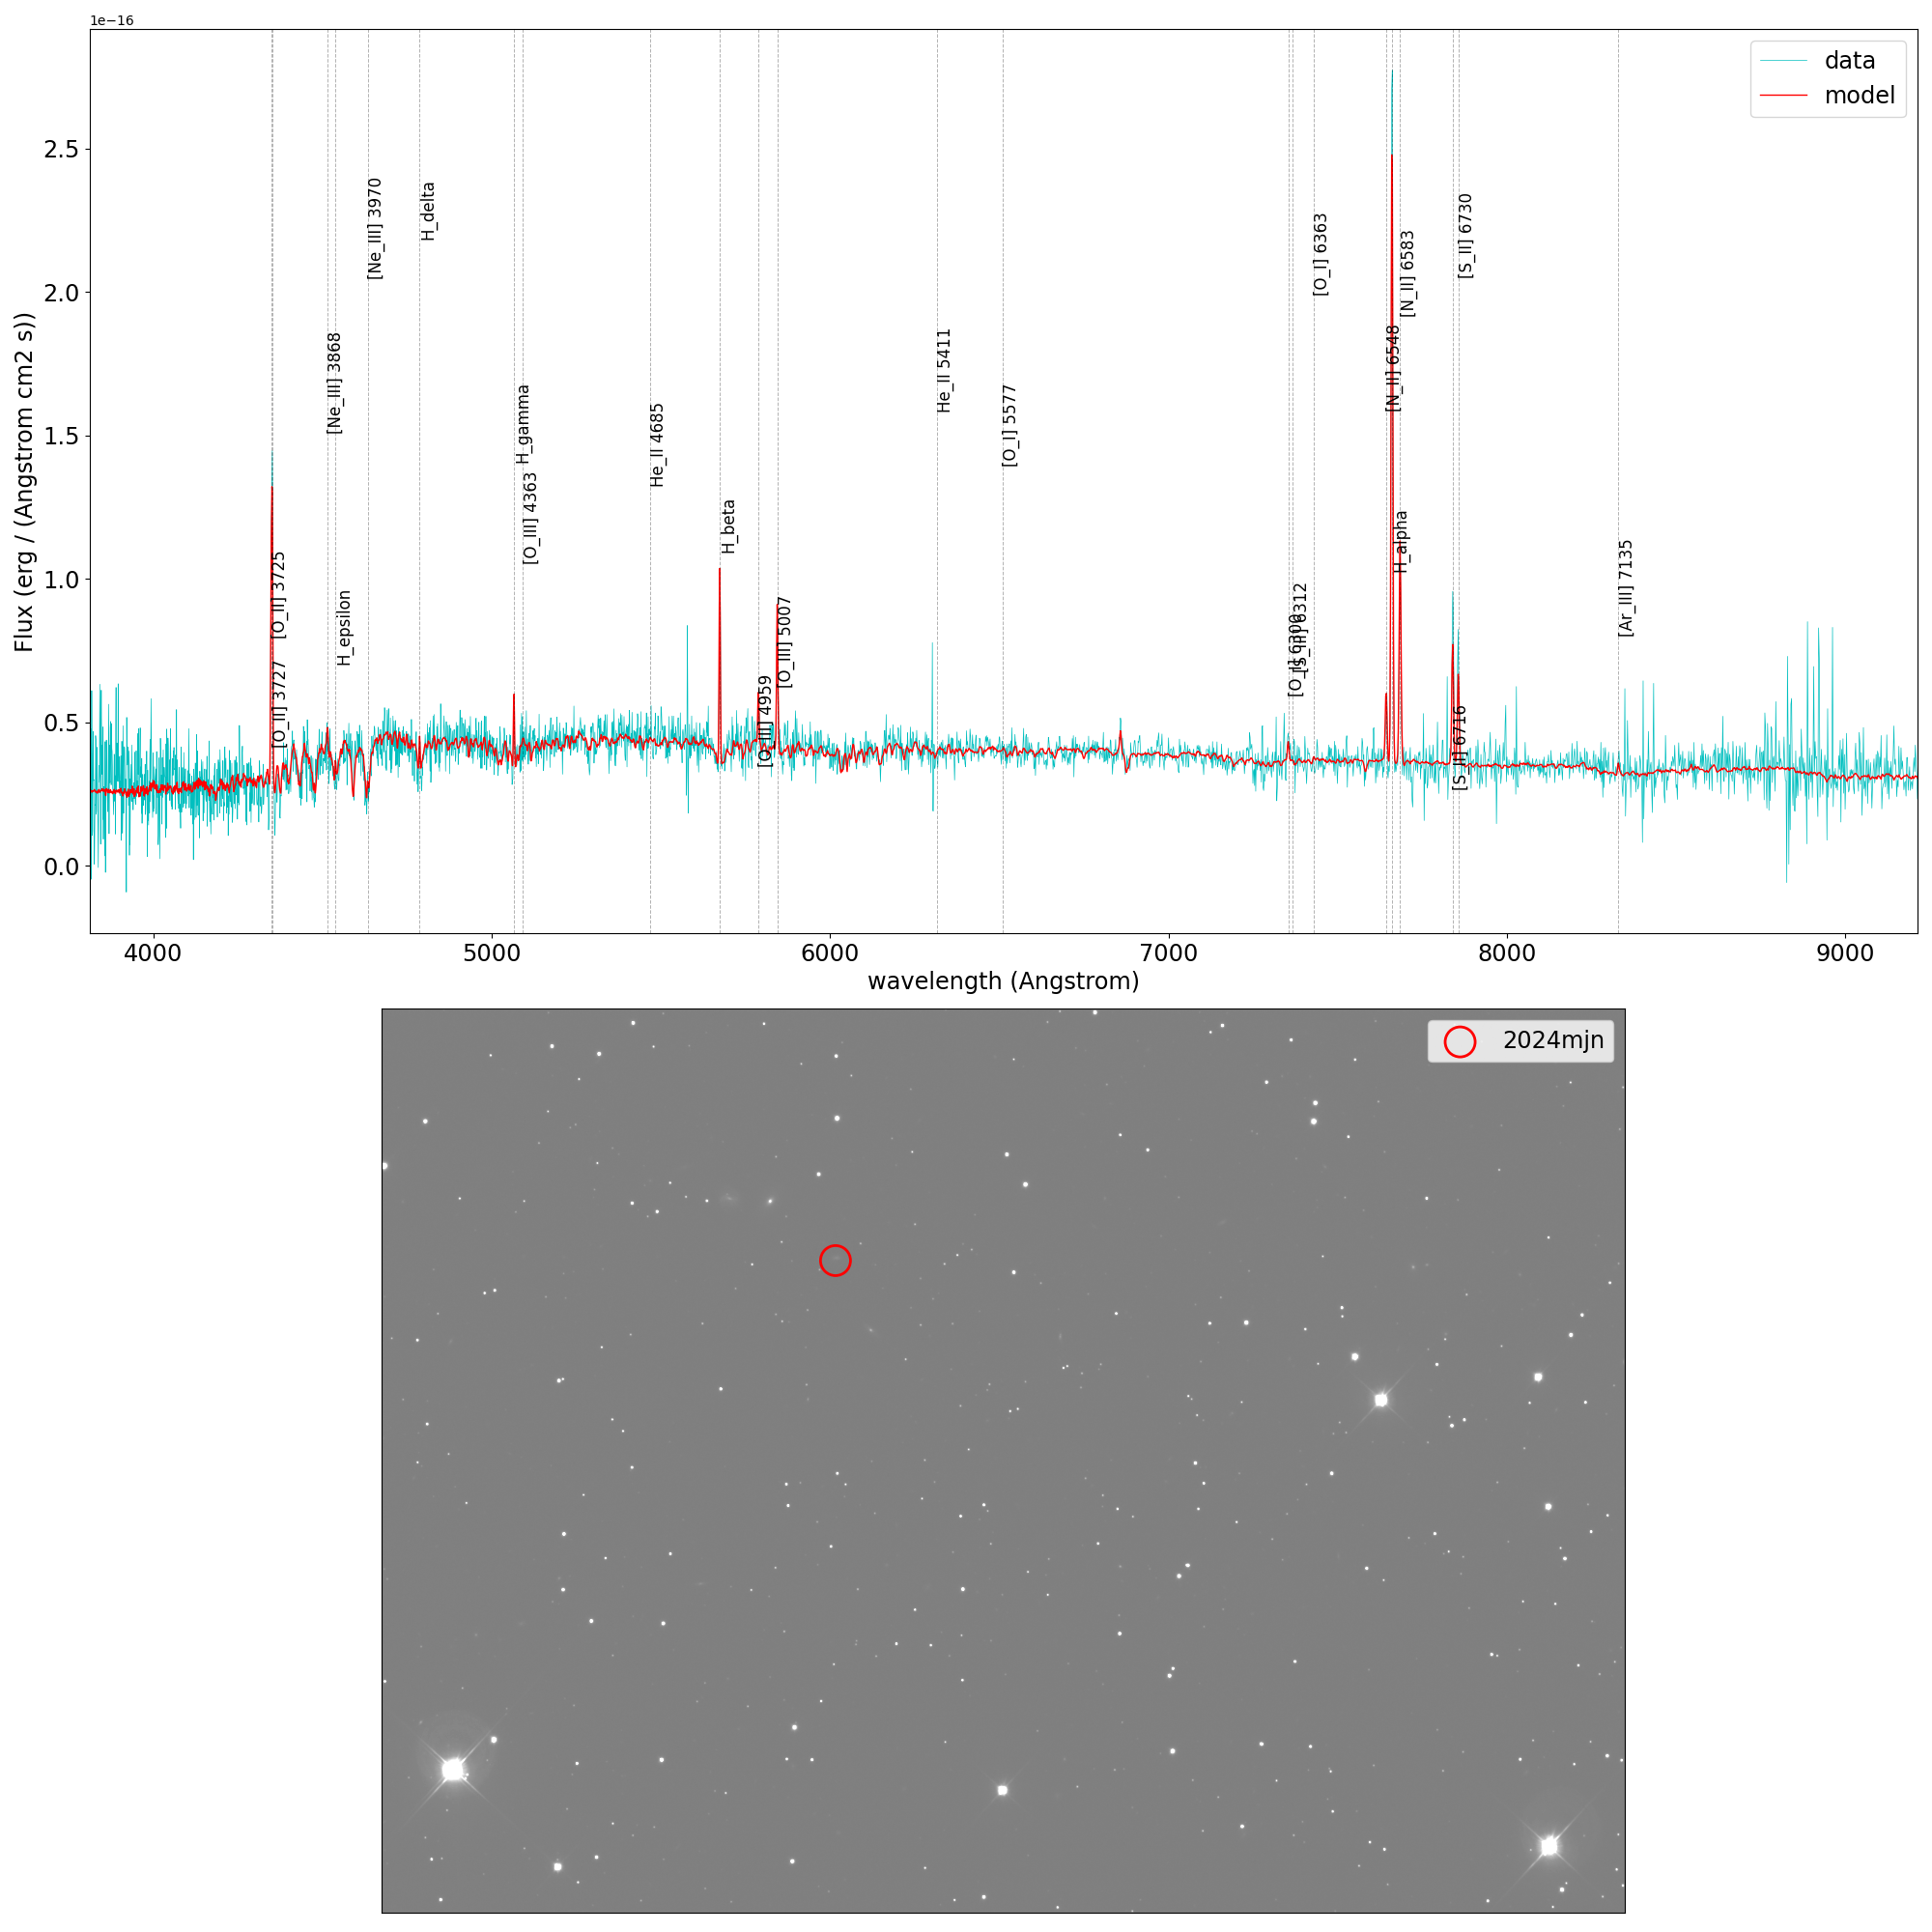 1e−16
data
model
2.5
2.0
1.5
1.0
0.5
0.0
Flux (erg / (Angstrom cm2 s))
[O_II] 3725
[O_II] 3727
[Ne_III] 3868
H_epsilon
[Ne_III] 3970
H_delta
H_gamma
[O_III] 4363
He_II 4685
H_beta
[O_III] 4959
[O_III] 5007
He_II 5411
[O_I] 5577
[O_I] 6300
[S_III] 6312
[O_I] 6363
[N_II] 6548
H_alpha
[N_II] 6583
[S_II] 6716
[S_II] 6730
[Ar_III] 7135
4000 5000 6000 7000 8000 9000
wavelength (Angstrom)
2024mjn